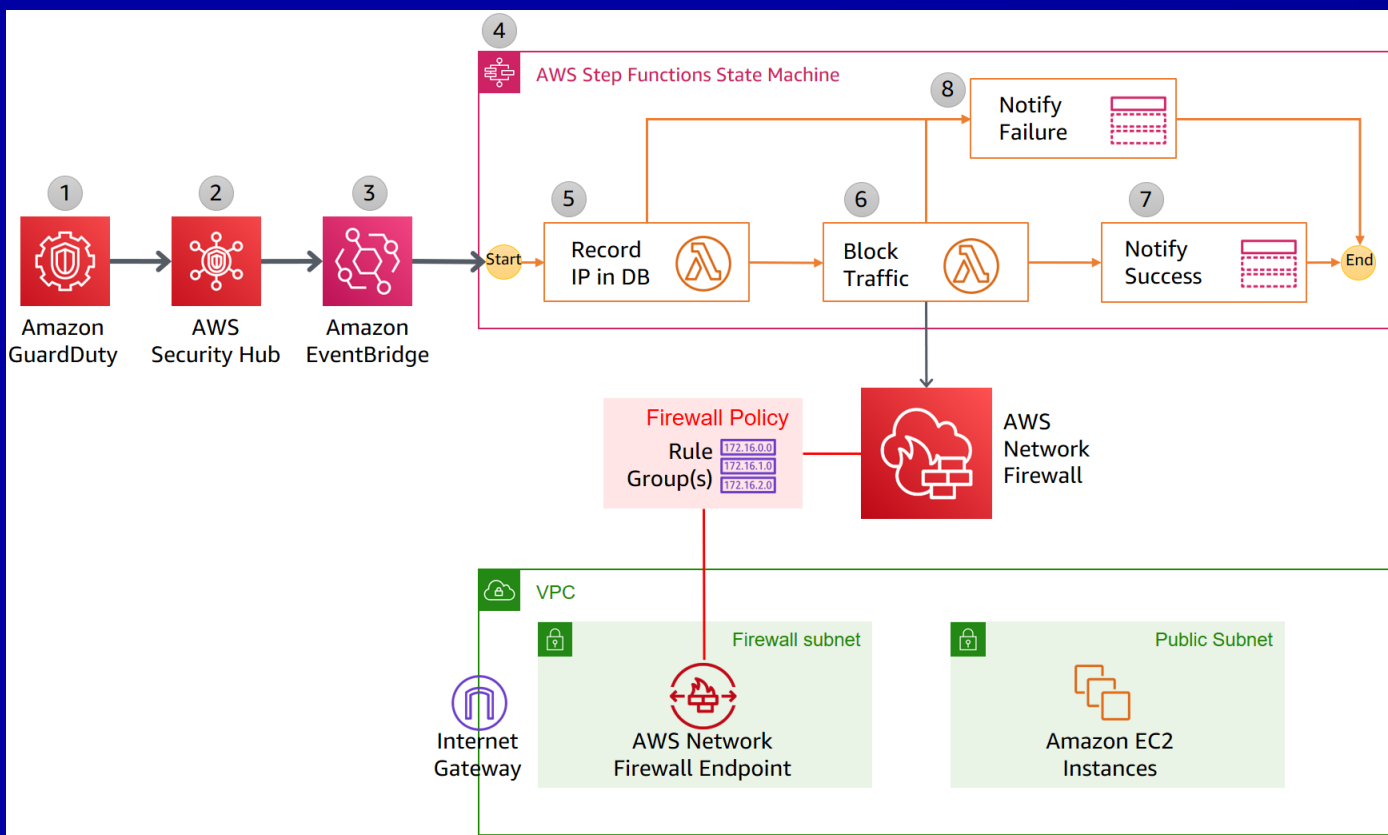 4
AWS Step Functions State Machine
8
Notify
Failure
1
2
3
5
6
7
Start
Record
IP in DB
Block
Traffic
Notify
Success
End
Amazon
GuardDuty
AWS
Security Hub
Amazon
EventBridge
Firewall Policy
Rule
Group(s)
172.16.0.0
172.16.1.0
172.16.2.0
AWS
Network
Firewall
VPC
Firewall subnet
Public Subnet
Internet
Gateway
AWS Network
Firewall Endpoint
Amazon EC2
Instances